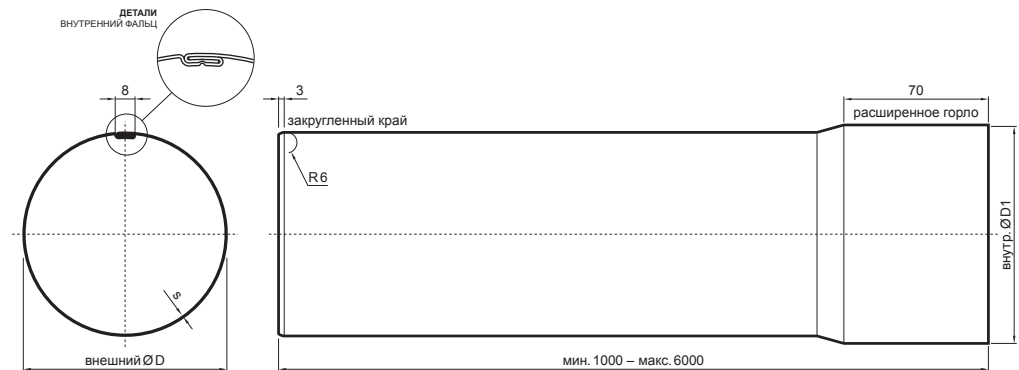 ДЕТАЛИ
ВНУТРЕННИЙ ФАЛЬЦ
8
3
70
закругленный край
расширенное горло
R6
внутр. ØD1
s
внешний ØD
мин. 1000 – макс. 6000